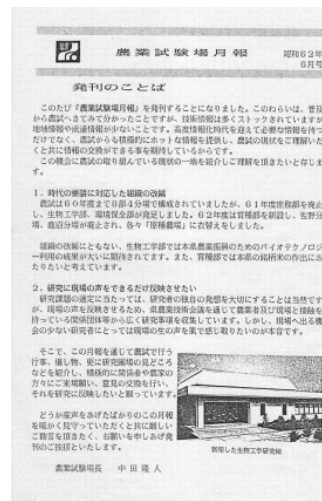 農業試験場月報
昭和62年
6月号
発刊のことば
このたび『農業試験場月報』を発刊することになりました。このねらいは、普及
から農試へきてみて分かったことですが、技術情報は多くストックされていますが
地域情報や流通情報が少ないことです。高度情報化時代を迎えて必要な情報を待つ
だけでなく、農試からも積極的にホットな情報を提供し、農試の現状をご理解いた
くと共に情報の交換ができる事を期待しているからです。
この機会に農試の取り組んでいる現状の一端を紹介しご理解を頂きたいと存しま
す。
1．時代の要請に対応した組織の改編
農試は60年度まで8部4分場で構成されていましたが、61年度庶務部を廃止
し、生物工学部、環境保全部が発足しました。62年度は育種部を新設し、佐野分
場、鹿沼分場が廃止され、各々「原種農場」に衣替えをしました。
組織の改編にともない、生物工学部では本県農業振興のためのバイオテクノロジ
ー利用の成果が大いに期待されてます。また、育種部では本県の銘柄米の作出にあ
たりたいと考えています。
2．研究に現場の声をできるだけ反映させたい
研究課題の選定に当たっては、研究者の独自の発想を大切にすることは当然です
が、現場の声を反映させるため、県農業技術会議を通じて農業者及び現場と接触を
持っている関係団体等から広く研究事項を収集しています。しかし、現場へ出る機
会の少ない研究者にとっては現場の生の声を肌で感じ取りたいのが本音です。
そこで、この月報を通じて農試で行う
行事、催し物、更に研究圃場の見どころ
などを紹介し、積極的に関係者や農家の
方々にご来場願い、意見の交換を行い、
それを研究に反映したいと願っています。
どうか産声をあげたばかりのこの月報
を暖かく見守っていただくと共に厳しい
ご助言を頂きたく、お願いを申しあげ発
刊のご挨拶といたします。
農業試験場長　中田隆人
新築した生物工学研究棟